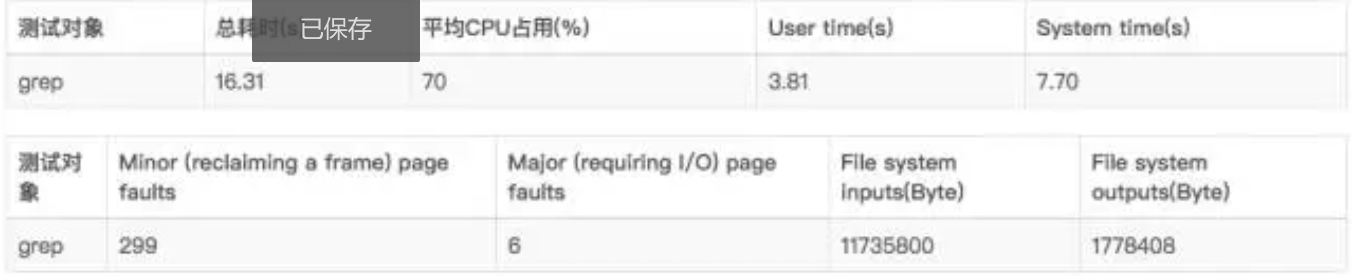 测试对象 总耗时(s) 平均CPU占用(%) User time(s) System time(s)
已保存
grep 16.31 70 3.81 7.70
测试对 Minor (reclaiming a frame) page Major (requiring I/O) page File system File system
象 faults faults inputs(Byte) outputs(Byte)
grep 299 6 11735800 1778408